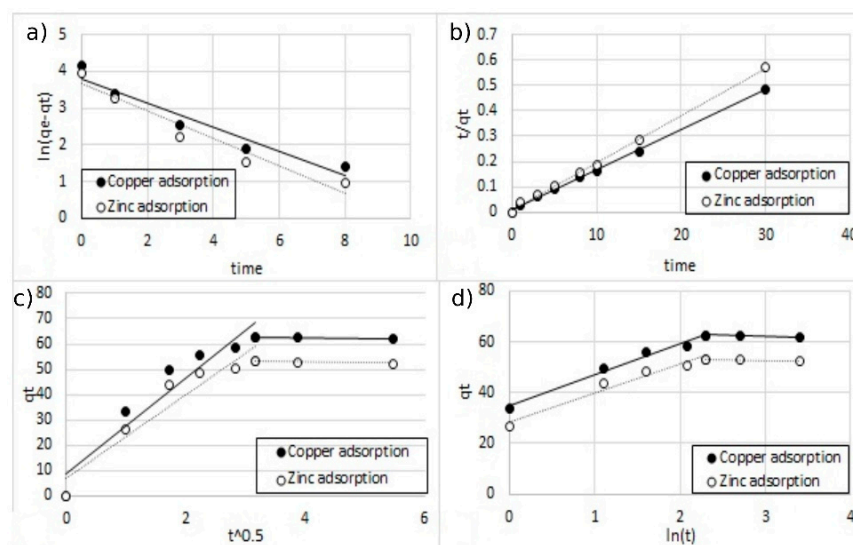 a)
5
4
3
2
1
0
ln(qe-qt)
Copper adsorption
Zinc adsorption
0 2 4 6 8 10
time
b)
0.7
0.6
0.5
0.4
0.3
0.2
0.1
0
t/qt
Copper adsorption
Zinc adsorption
0 10 20 30 40
time
c)
80
70
60
50
40
30
20
10
0
qt
Copper adsorption
Zinc adsorption
0 2 4 6
t^0.5
d)
80
60
40
20
0
qt
Copper adsorption
Zinc adsorption
0 1 2 3 4
ln(t)